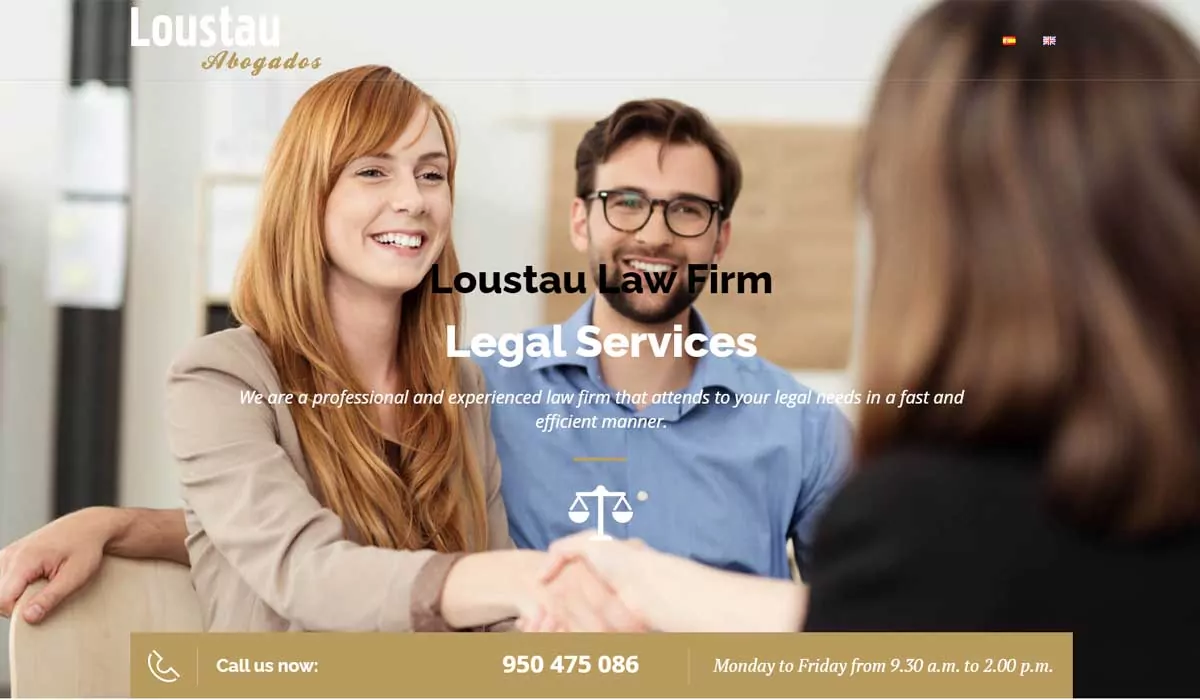 Loustau
Abogados
Loustau Law Firm
Legal Services
We are a professional and experienced law firm that attends to your legal needs in a fast and
efficient manner.
Call us now:
950 475 086
Monday to Friday from 9.30 a.m. to 2.00 p.m.